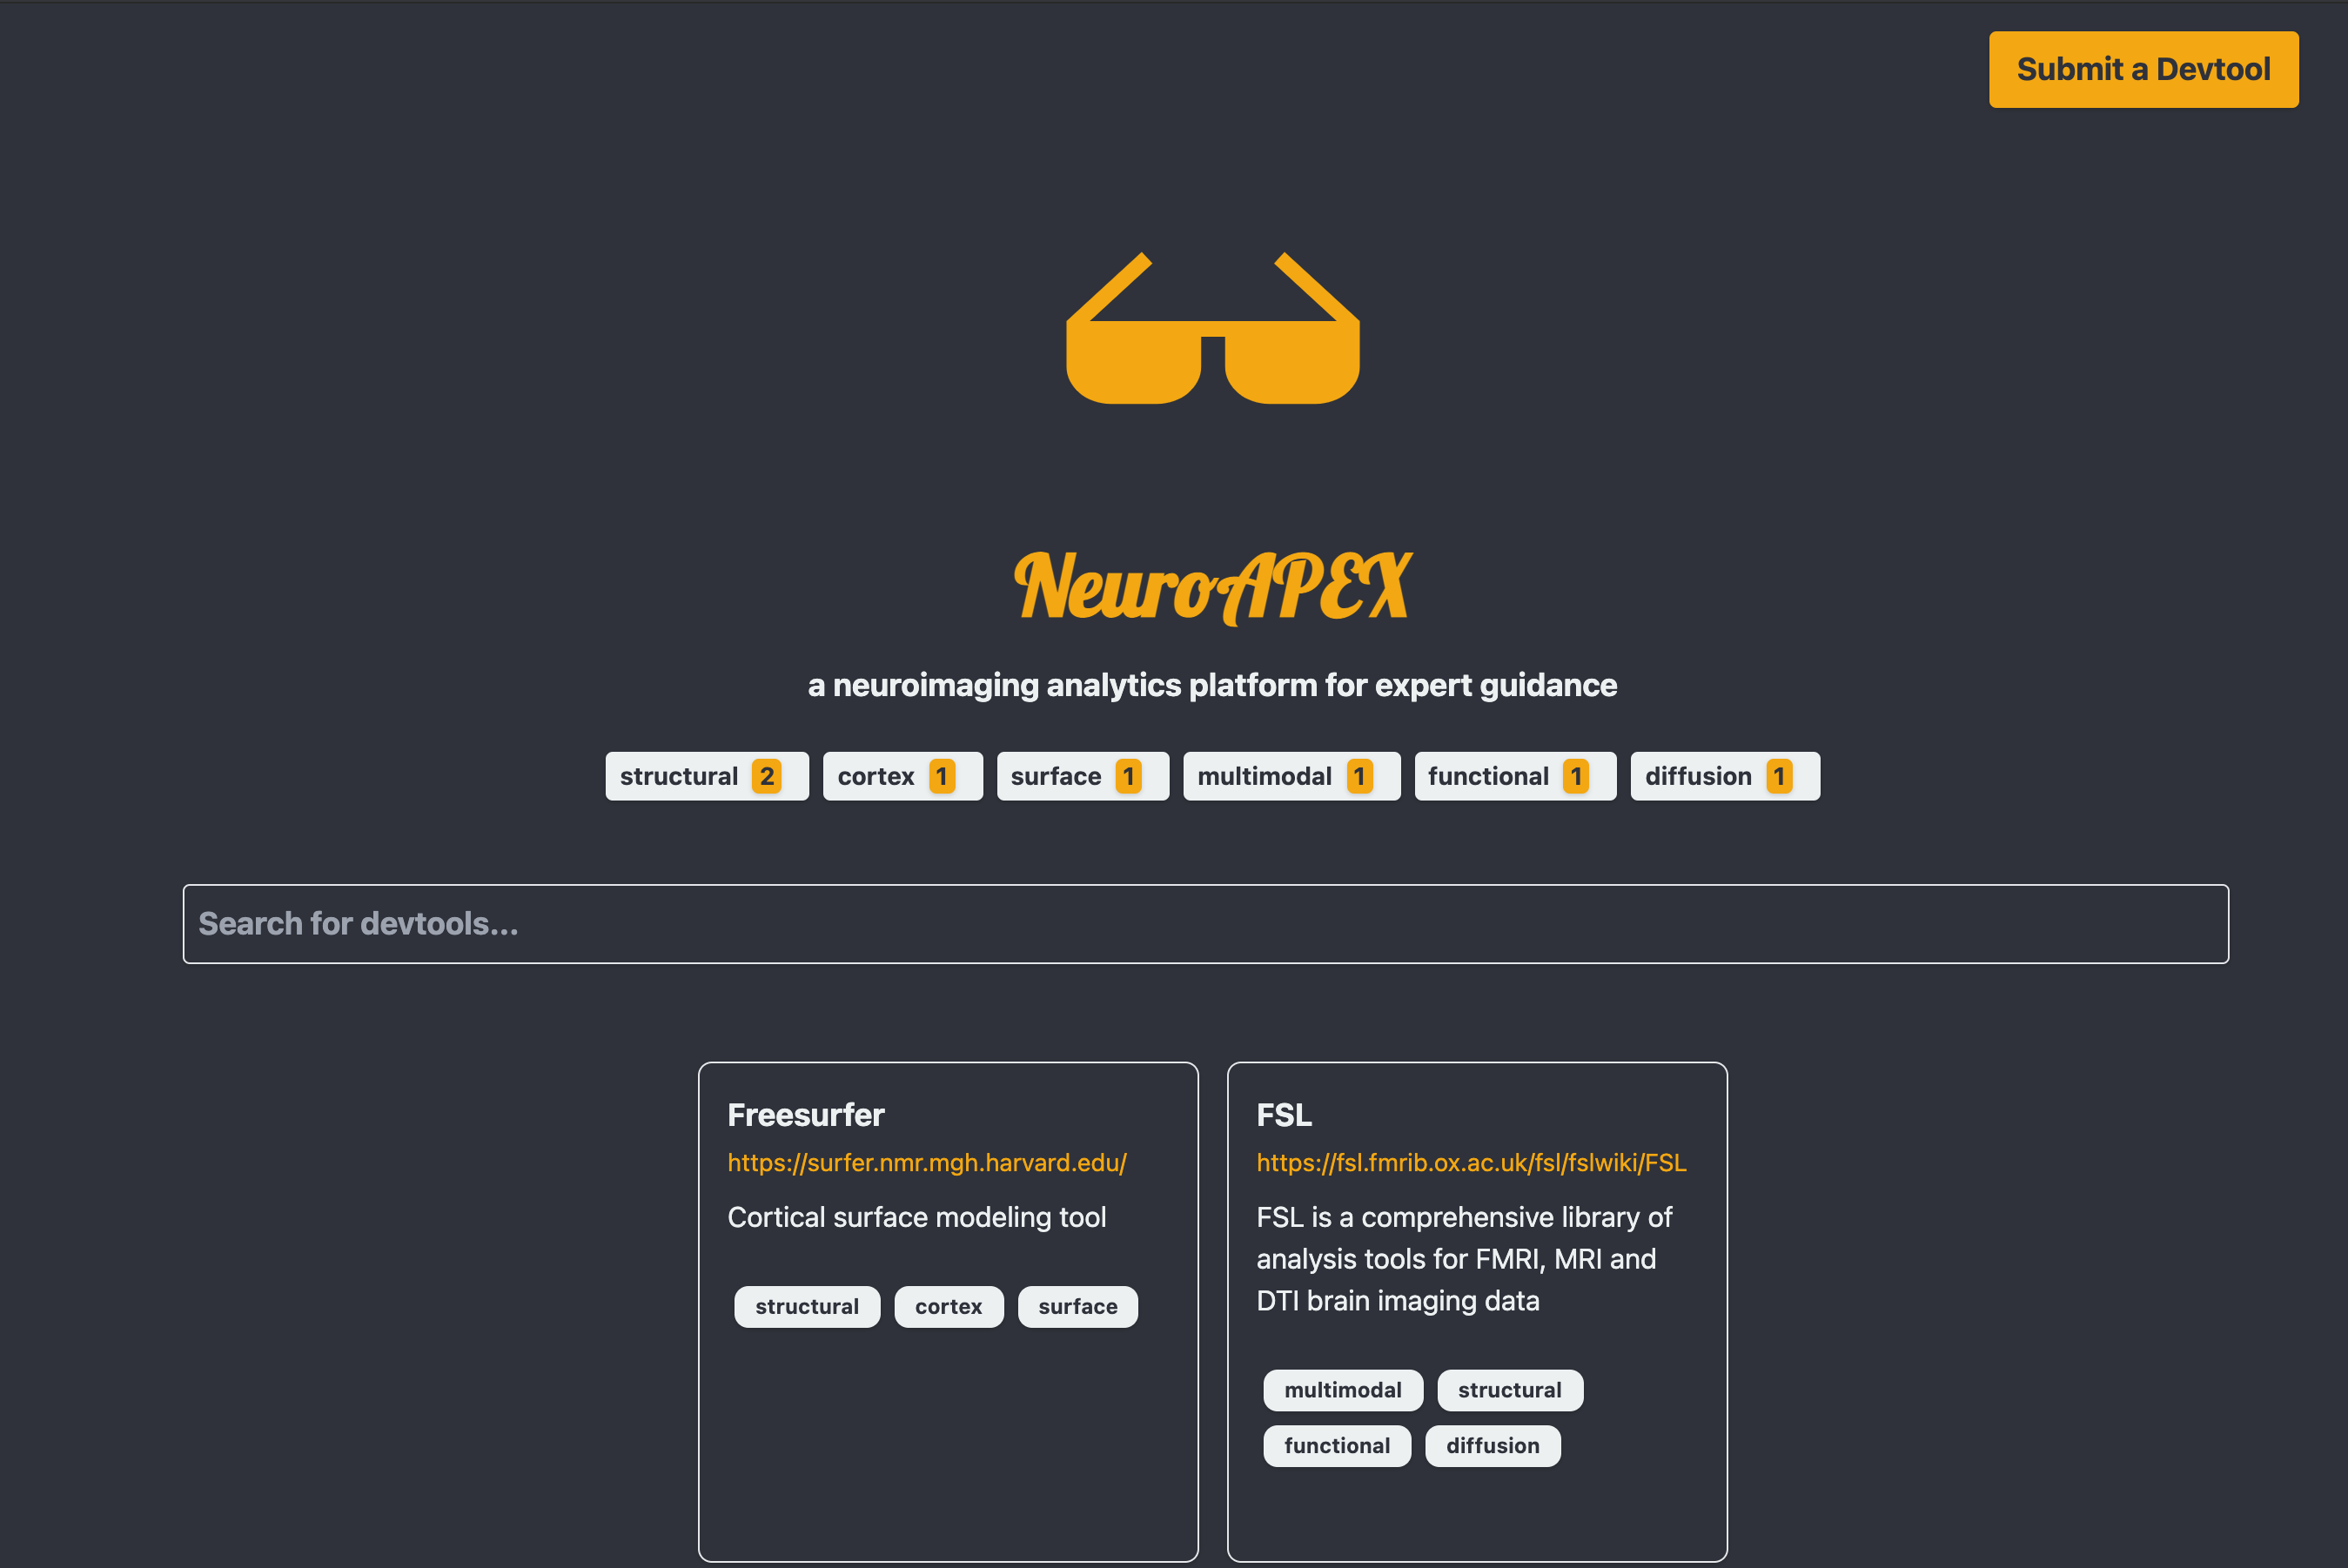 Submit a Devtool
NeuroAPEX
a neuroimaging analytics platform for expert guidance
structural 2 cortex 1 surface 1 multimodal 1 functional 1 diffusion 1
Search for devtools...
Freesurfer
https://surfer.nmr.mgh.harvard.edu/
Cortical surface modeling tool
structural cortex surface
FSL
https://fsl.fmrib.ox.ac.uk/fsl/fslwiki/FSL
FSL is a comprehensive library of
analysis tools for FMRI, MRI and
DTI brain imaging data
multimodal structural
functional diffusion